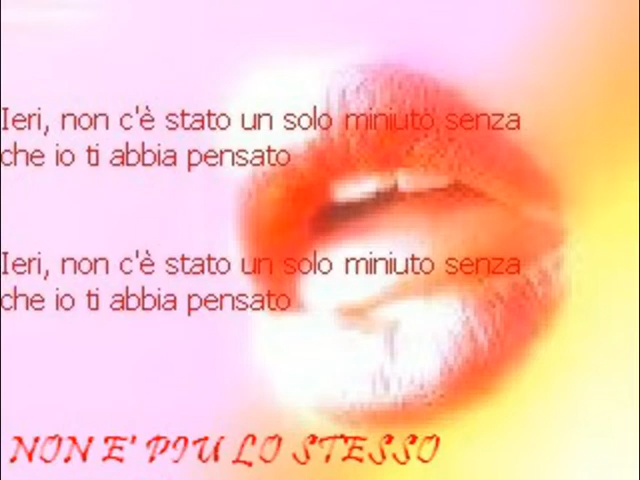 Ieri, non c'è stato un solo miniuto senza
che io ti abbia pensato
Ieri, non c'è stato un solo miniuto senza
che io ti abbia pensato
NON E' PIU LO STESSO